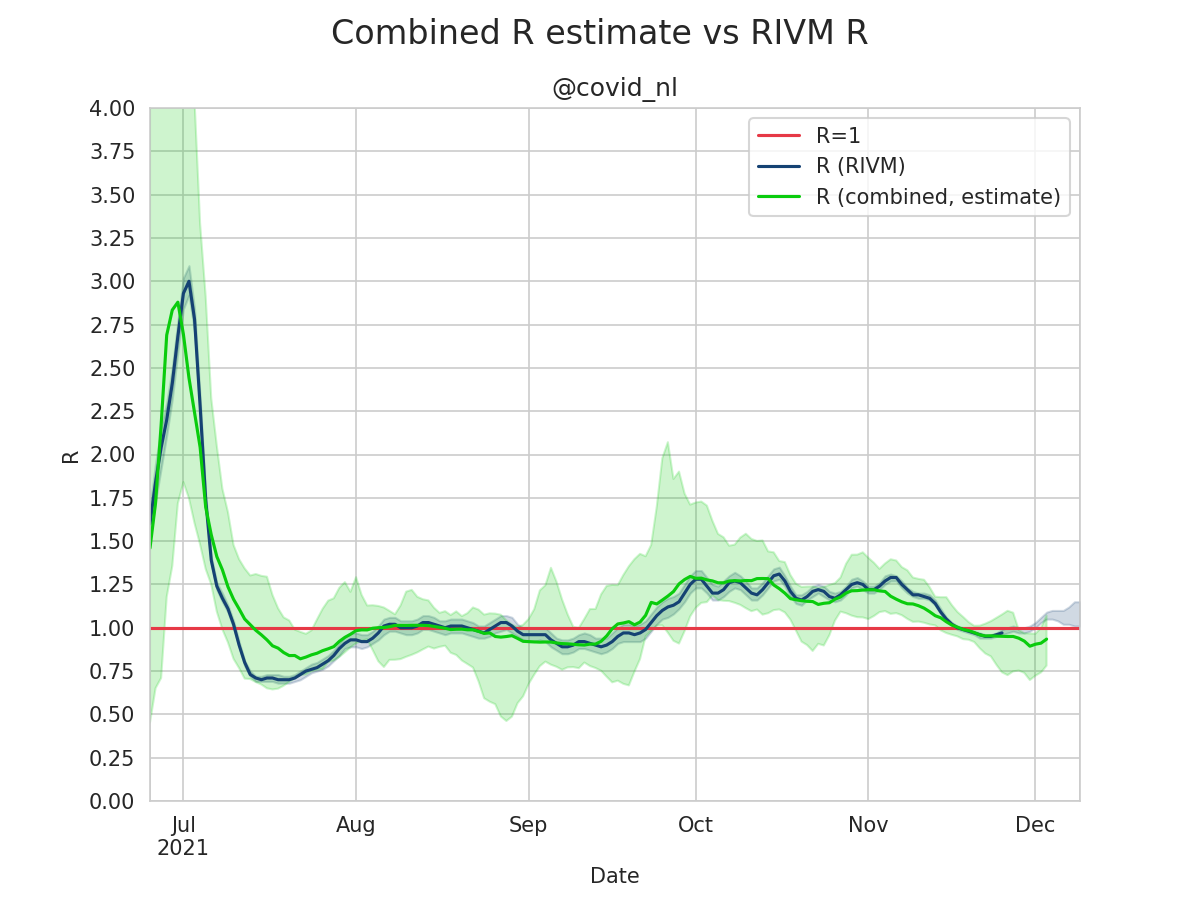 Combined R estimate vs RIVM R
@covid_nl
R=1
R (RIVM)
R (combined, estimate)
4.00
3.75
3.50
3.25
3.00
2.75
2.50
2.25
2.00
1.75
1.50
1.25
1.00
0.75
0.50
0.25
0.00
R
Jul Aug Sep Oct Nov Dec
2021
Date